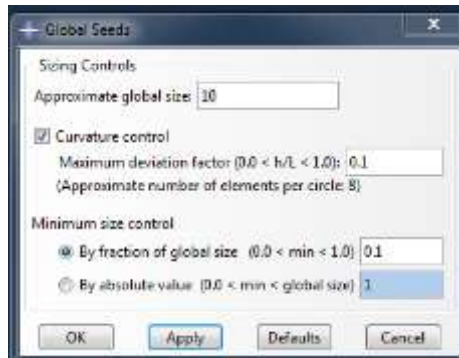 Global Seeds
Sizing Controls
Approximate global size: 10
Curvature control
Maximum deviation factor (0.0 < h/L < 1.0): 0.1
(Approximate number of elements per circle: 8)
Minimum size control
By fraction of global size (0.0 < min < 1.0) 0.1
By absolute value (0.0 < min < global size) 1
OK Apply Defaults Cancel